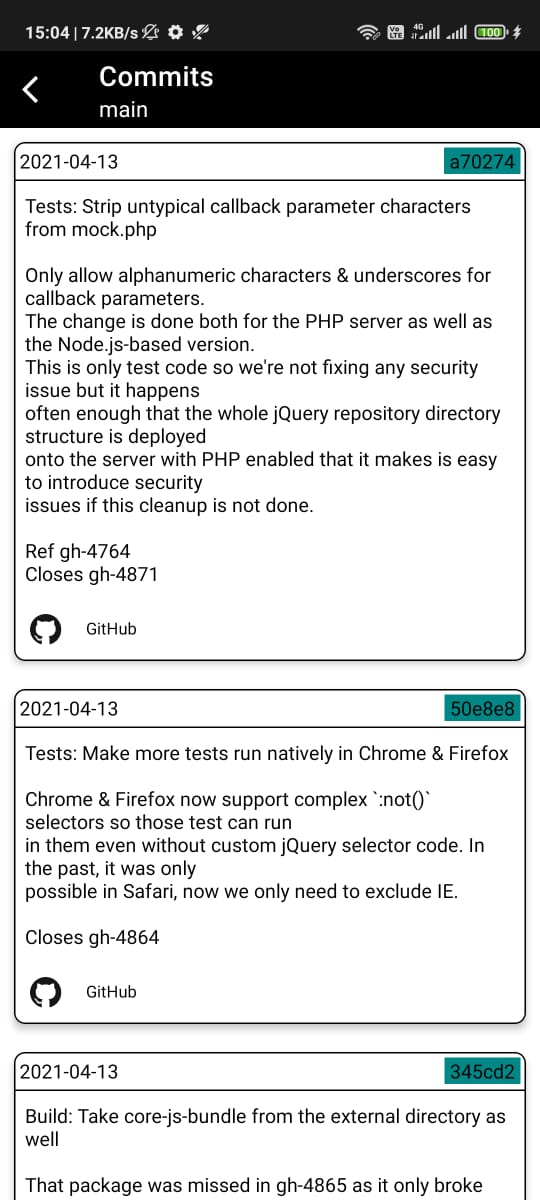 15:04 | 7.2KB/s
Vo LTE 4G 100
Commits
main
2021-04-13 a70274
Tests: Strip untypical callback parameter characters
from mock.php
Only allow alphanumeric characters & underscores for
callback parameters.
The change is done both for the PHP server as well as
the Node.js-based version.
This is only test code so we're not fixing any security
issue but it happens
often enough that the whole jQuery repository directory
structure is deployed
onto the server with PHP enabled that it makes is easy
to introduce security
issues if this cleanup is not done.
Ref gh-4764
Closes gh-4871
GitHub
2021-04-13 50e8e8
Tests: Make more tests run natively in Chrome & Firefox
Chrome & Firefox now support complex `:not()`
selectors so those test can run
in them even without custom jQuery selector code. In
the past, it was only
possible in Safari, now we only need to exclude IE.
Closes gh-4864
GitHub
2021-04-13 345cd2
Build: Take core-js-bundle from the external directory as
well
That package was missed in gh-4865 as it only broke